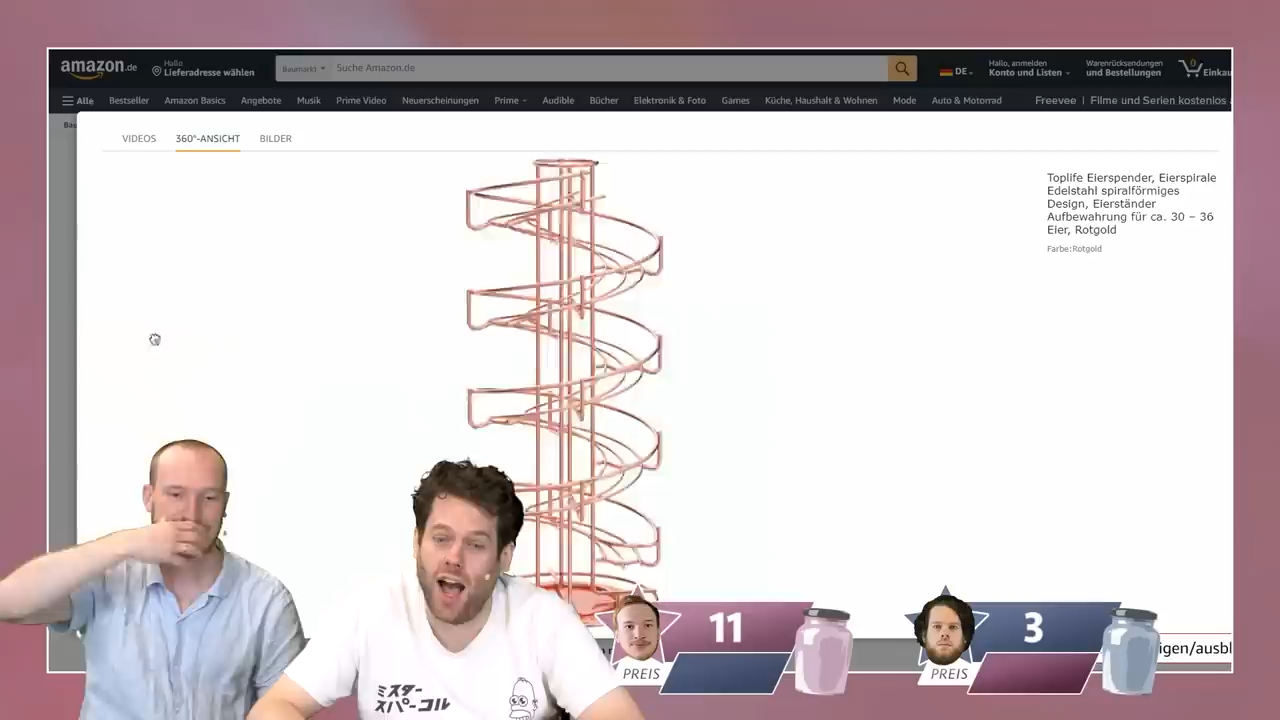 amazon.de
Hallo
Lieferadresse wählen
Baumarkt
Suche Amazon.de
DE
Hallo, anmelden
Konto und Listen
Warenrücksendungen
und Bestellungen
0
Einkau
Alle
Bestseller
Amazon Basics
Angebote
Musik
Prime Video
Neuerscheinungen
Prime
Audible
Bücher
Elektronik & Foto
Games
Küche, Haushalt & Wohnen
Mode
Auto & Motorrad
Freevee | Filme und Serien kostenlos
Bau
VIDEOS
360°-ANSICHT
BILDER
Toplife Eierspender, Eierspirale
Edelstahl spiralförmiges
Design, Eierständer
Aufbewahrung für ca. 30 – 36
Eier, Rotgold
Farbe:Rotgold
11
3
PREIS
PREIS
igen/ausbl
ミスター
スパーコル